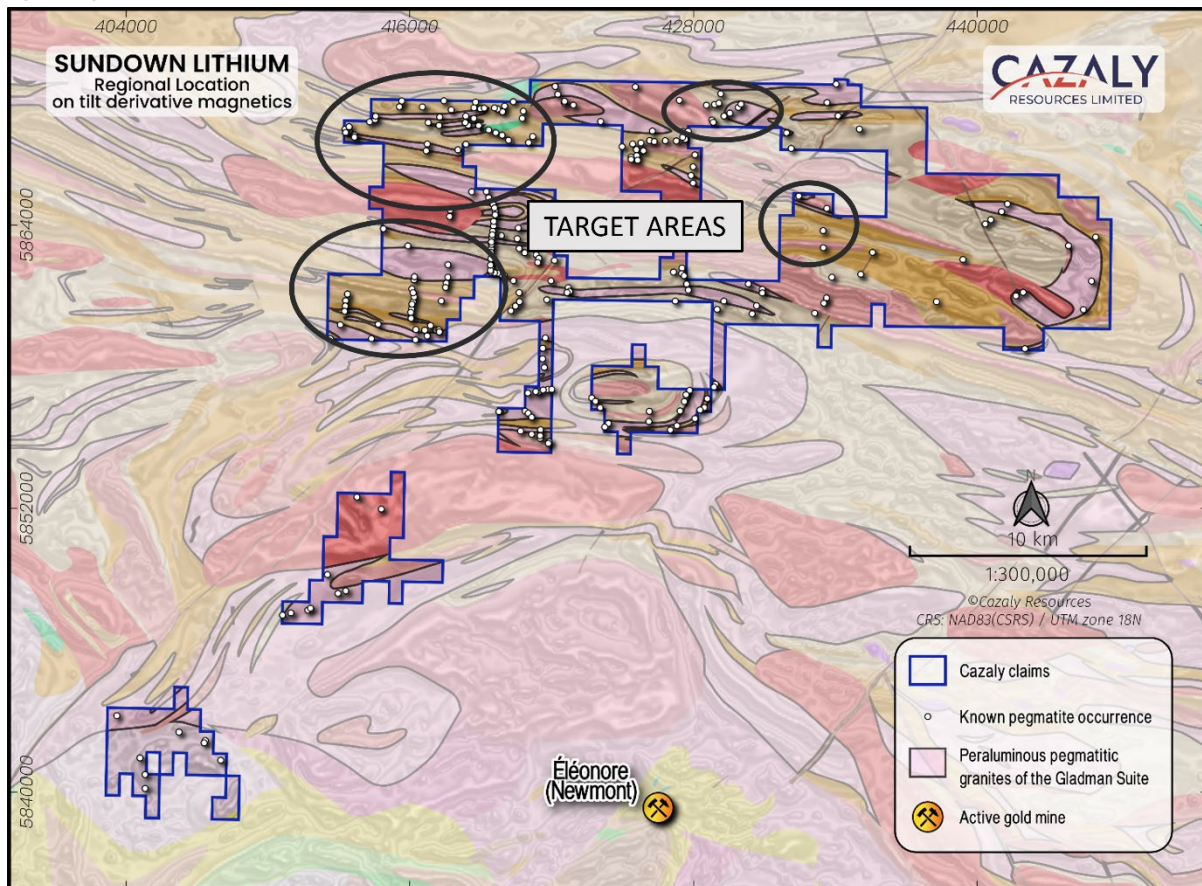 404000
416000
428000
440000
SUNDOWN LITHIUM
Regional Location
on tilt derivative magnetics
CAZALY
RESOURCES LIMITED
5864000
TARGET AREAS
5852000
N
10 km
1:300,000
©Cazaly Resources
CRS: NAD83(CSRS) / UTM zone 18N
Cazaly claims
Known pegmatite occurrence
Peraluminous pegmatitic
granites of the Gladman Suite
Active gold mine
5840000
Éléonore
(Newmont)